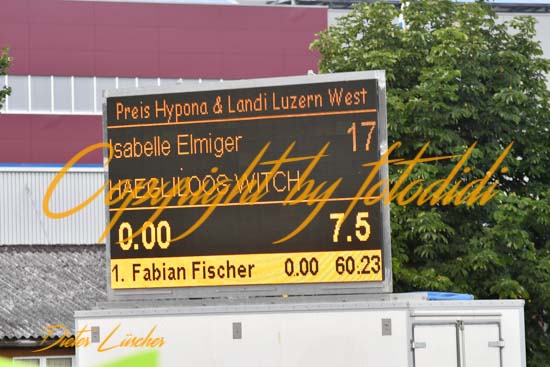 Preis Hypona & Landi Luzern West
Isabelle Elmiger 17
HAEGLILOOS WITCH
0.00 7.5
1. Fabian Fischer 0.00 60.23
Copyright by fotodidi
Dieter Lüscher